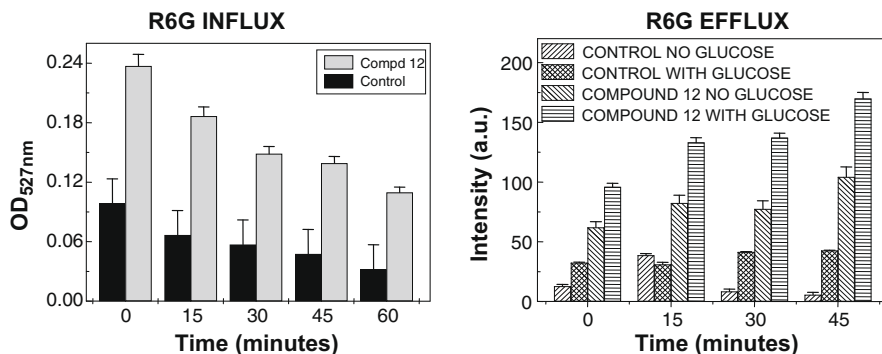 R6G INFLUX
Compd 12
Control
0.24
0.18
0.12
0.06
0.00
OD527nm
0 15 30 45 60
Time (minutes)
R6G EFFLUX
CONTROL NO GLUCOSE
CONTROL WITH GLUCOSE
COMPOUND 12 NO GLUCOSE
COMPOUND 12 WITH GLUCOSE
200
150
100
50
0
Intensity (a.u.)
0 15 30 45
Time (minutes)